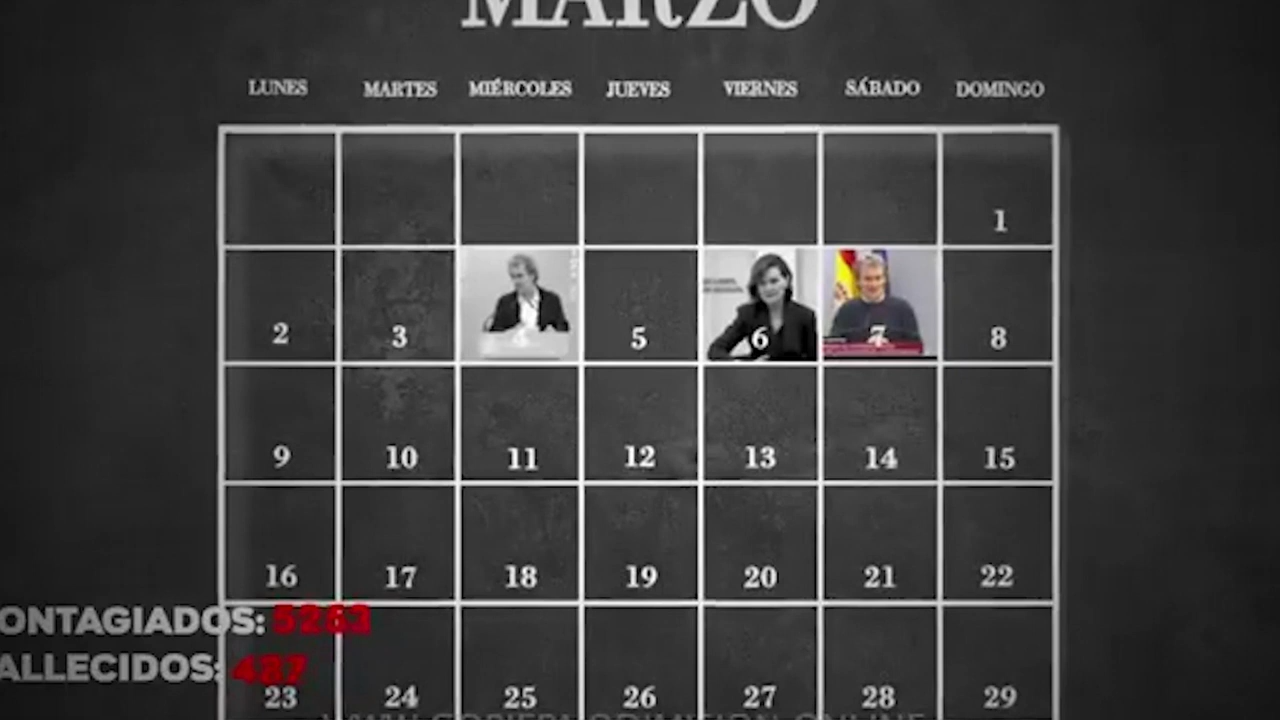 MARZO
LUNES MARTES MIÉRCOLES JUEVES VIERNES SÁBADO DOMINGO
1
2 3 4 5 6 7 8
9 10 11 12 13 14 15
16 17 18 19 20 21 22
ONTAGIADOS: 5263
ALLECIDOS: 487
23 24 25 26 27 28 29